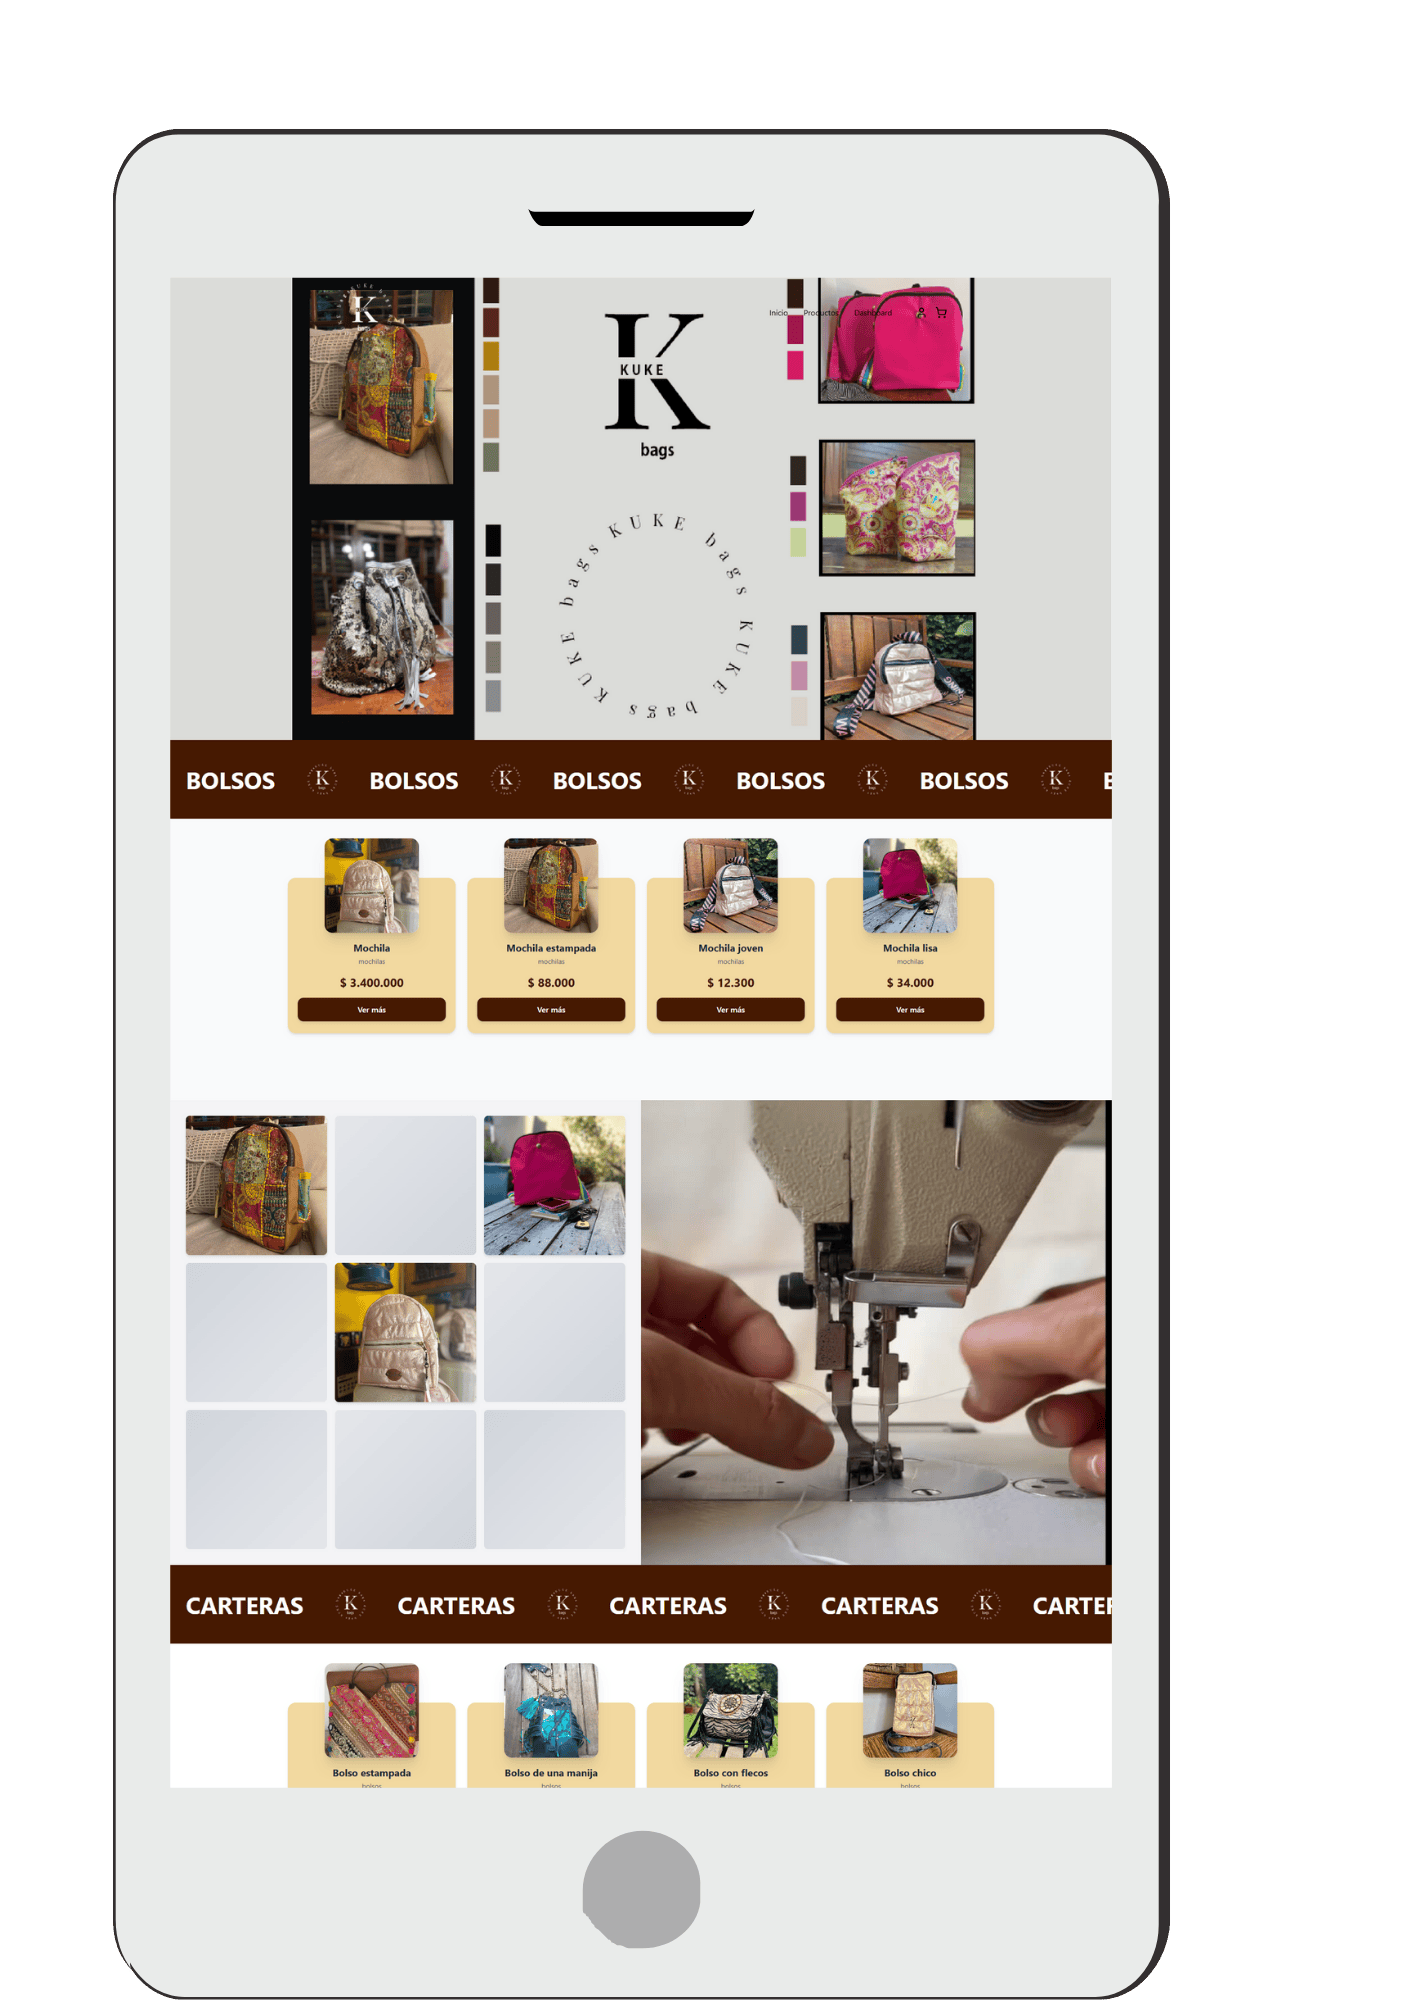 K
bags
Inicio Productos Dashboard
KUKE
bags
KUKE bags KUKE bags KUKE bags
BOLSOS K BOLSOS K BOLSOS K BOLSOS K BOLSOS K B
Mochila
mochilas
$ 3.400.000
Ver más
Mochila estampada
mochilas
$ 88.000
Ver más
Mochila joven
mochilas
$ 12.300
Ver más
Mochila lisa
mochilas
$ 34.000
Ver más
CARTERAS K CARTERAS K CARTERAS K CARTERAS K CARTER
Bolso estampada
bolsos
Bolso de una manija
bolsos
Bolso con flecos
bolsos
Bolso chico
bolsos